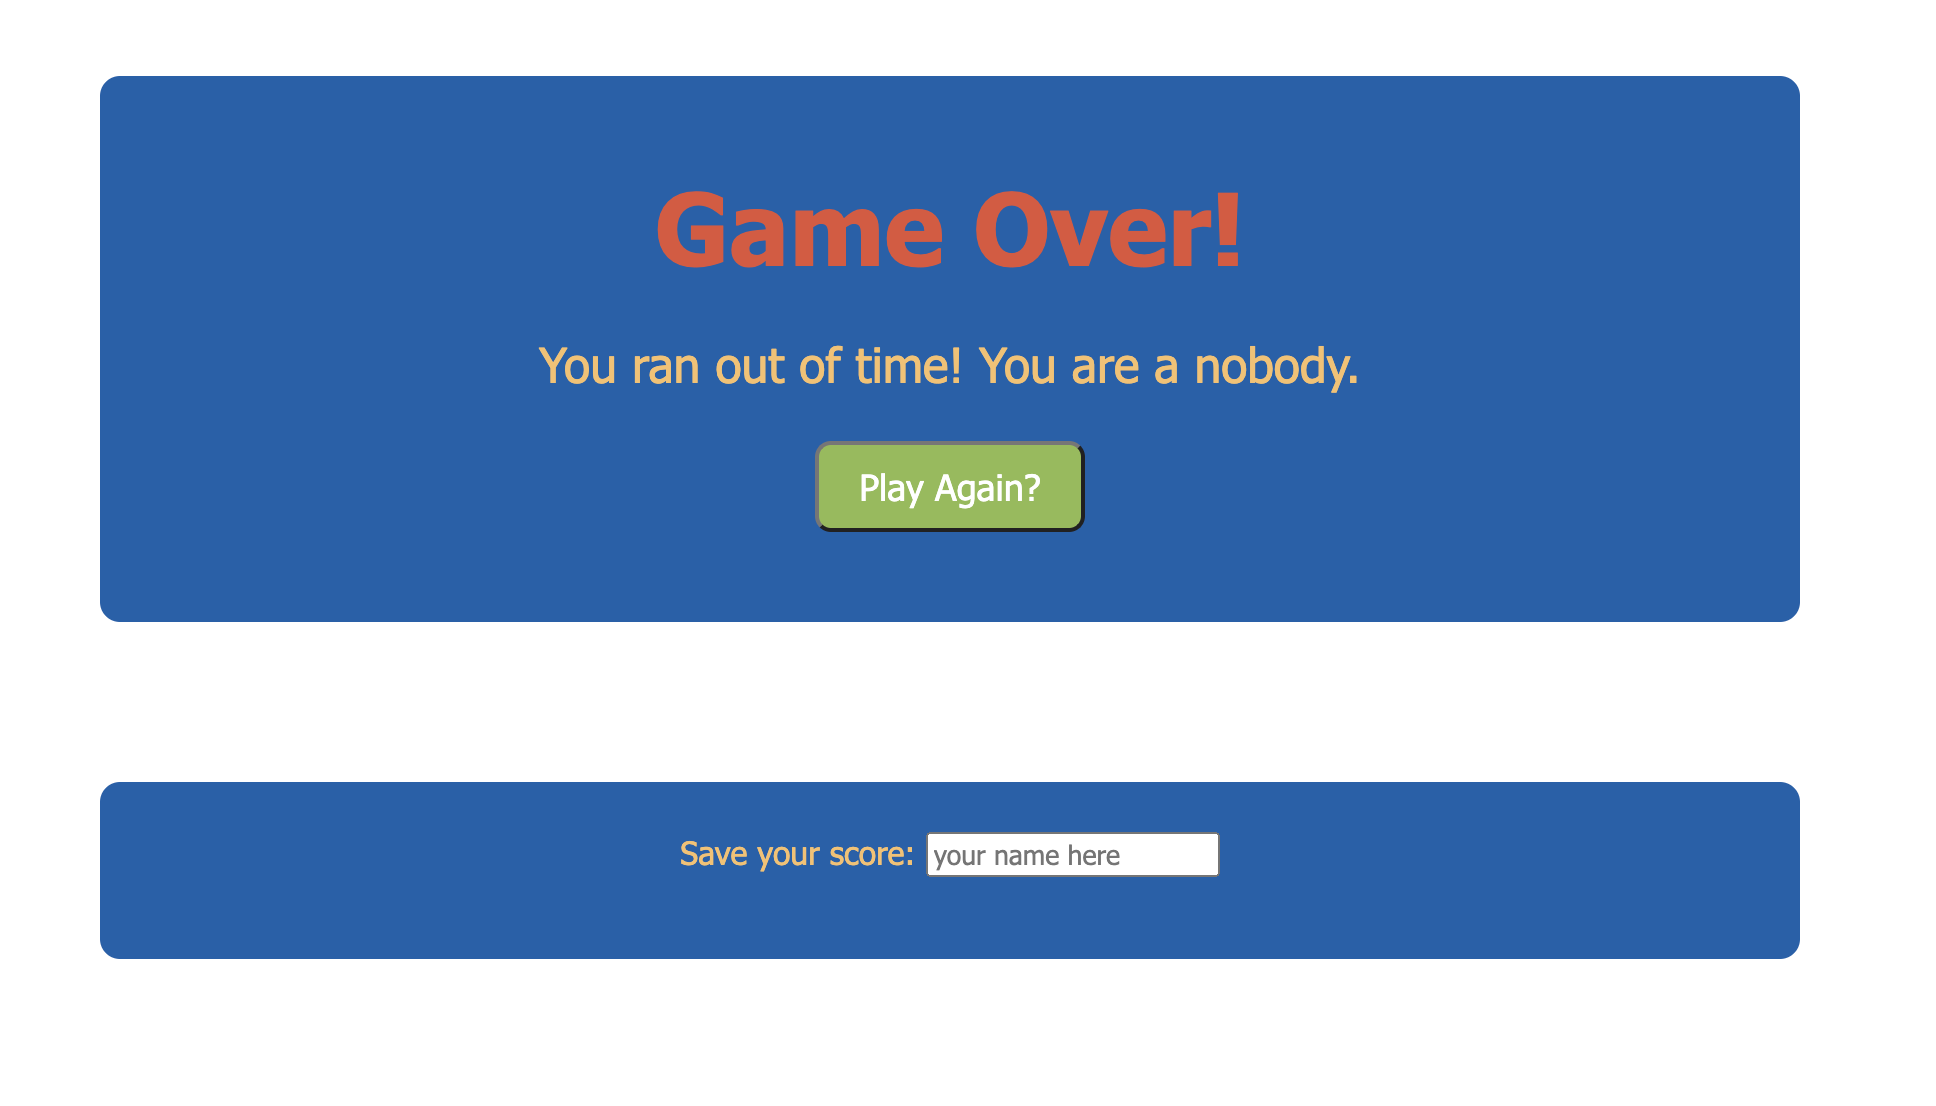 Game Over!
You ran out of time! You are a nobody.
Play Again?
Save your score: your name here